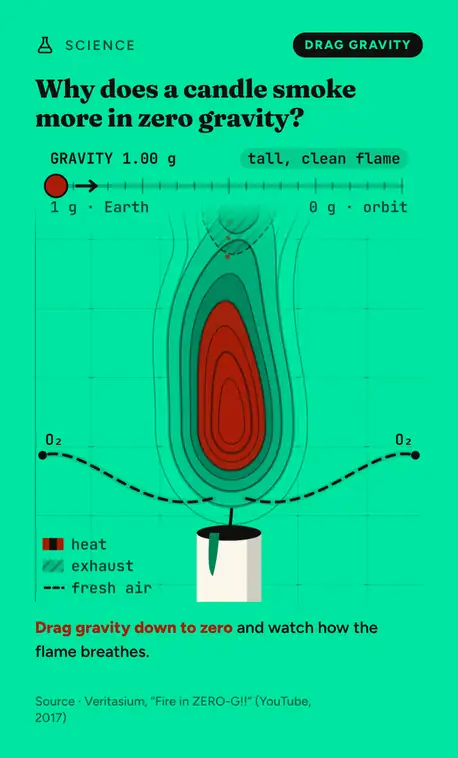 SCIENCE
DRAG GRAVITY
Why does a candle smoke
more in zero gravity?
GRAVITY 1.00 g
tall, clean flame
1 g · Earth
0 g · orbit
O₂
O₂
heat
exhaust
fresh air
Drag gravity down to zero and watch how the
flame breathes.
Source · Veritasium, “Fire in ZERO-G!!” (YouTube,
2017)